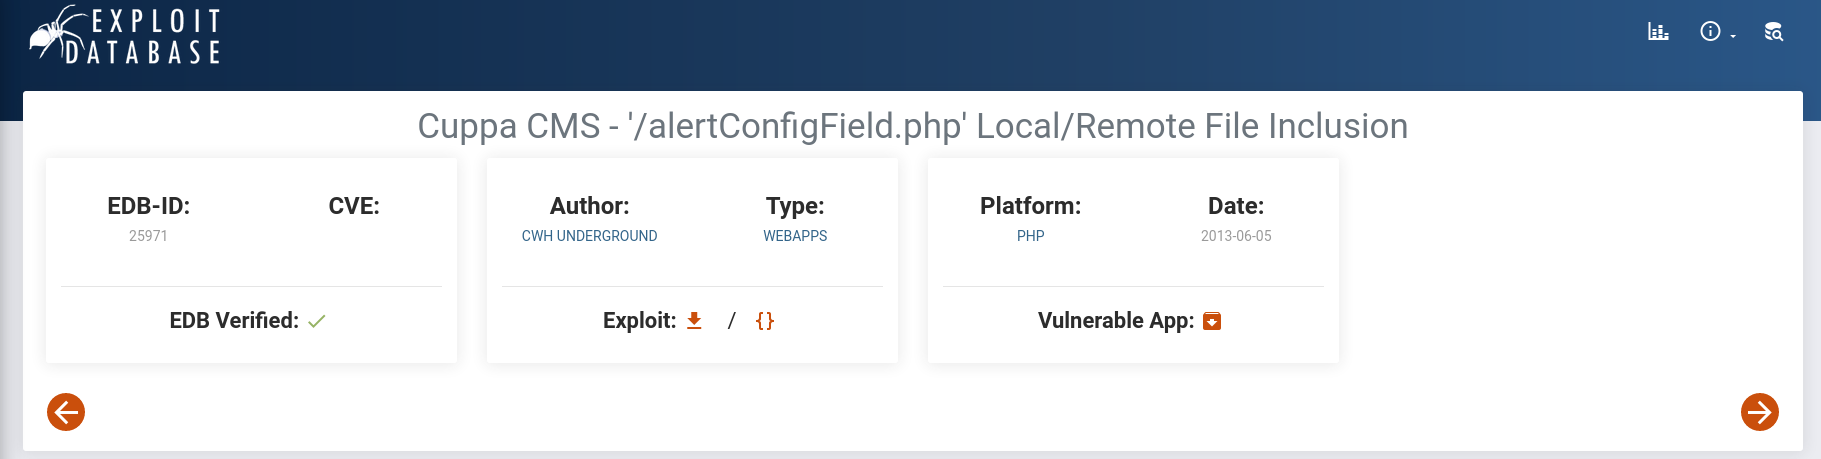 EXPLOIT
DATABASE
Cuppa CMS - '/alertConfigField.php' Local/Remote File Inclusion
EDB-ID:
25971
CVE:
EDB Verified:
Author:
CWH UNDERGROUND
Type:
WEBAPPS
Exploit: / {}
Platform:
PHP
Date:
2013-06-05
Vulnerable App: